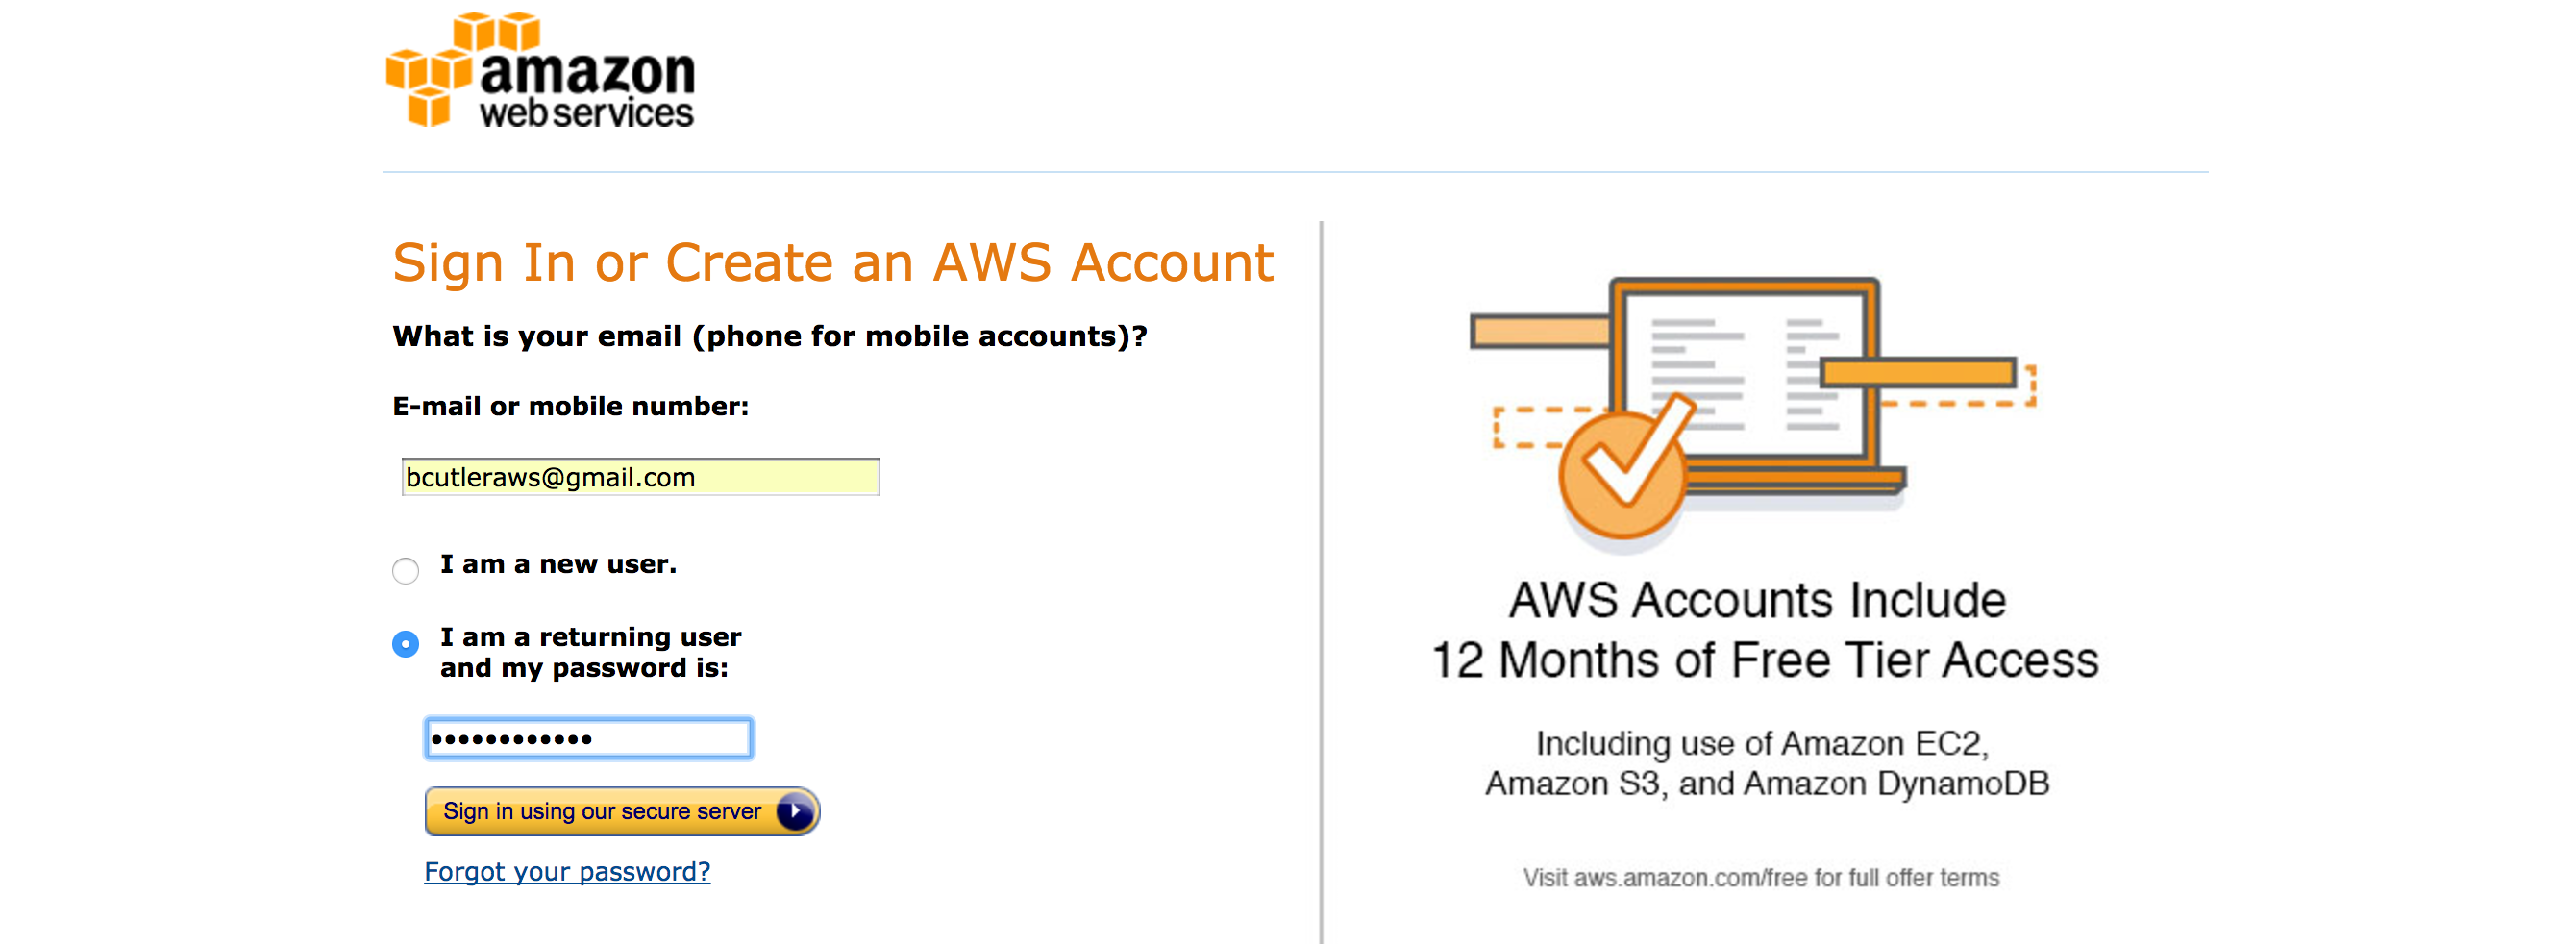 amazon
web services
Sign In or Create an AWS Account
What is your email (phone for mobile accounts)?
E-mail or mobile number:
bcutleraws@gmail.com
I am a new user.
I am a returning user
and my password is:
••••••••••••
Sign in using our secure server
Forgot your password?
AWS Accounts Include
12 Months of Free Tier Access
Including use of Amazon EC2,
Amazon S3, and Amazon DynamoDB
Visit aws.amazon.com/free for full offer terms